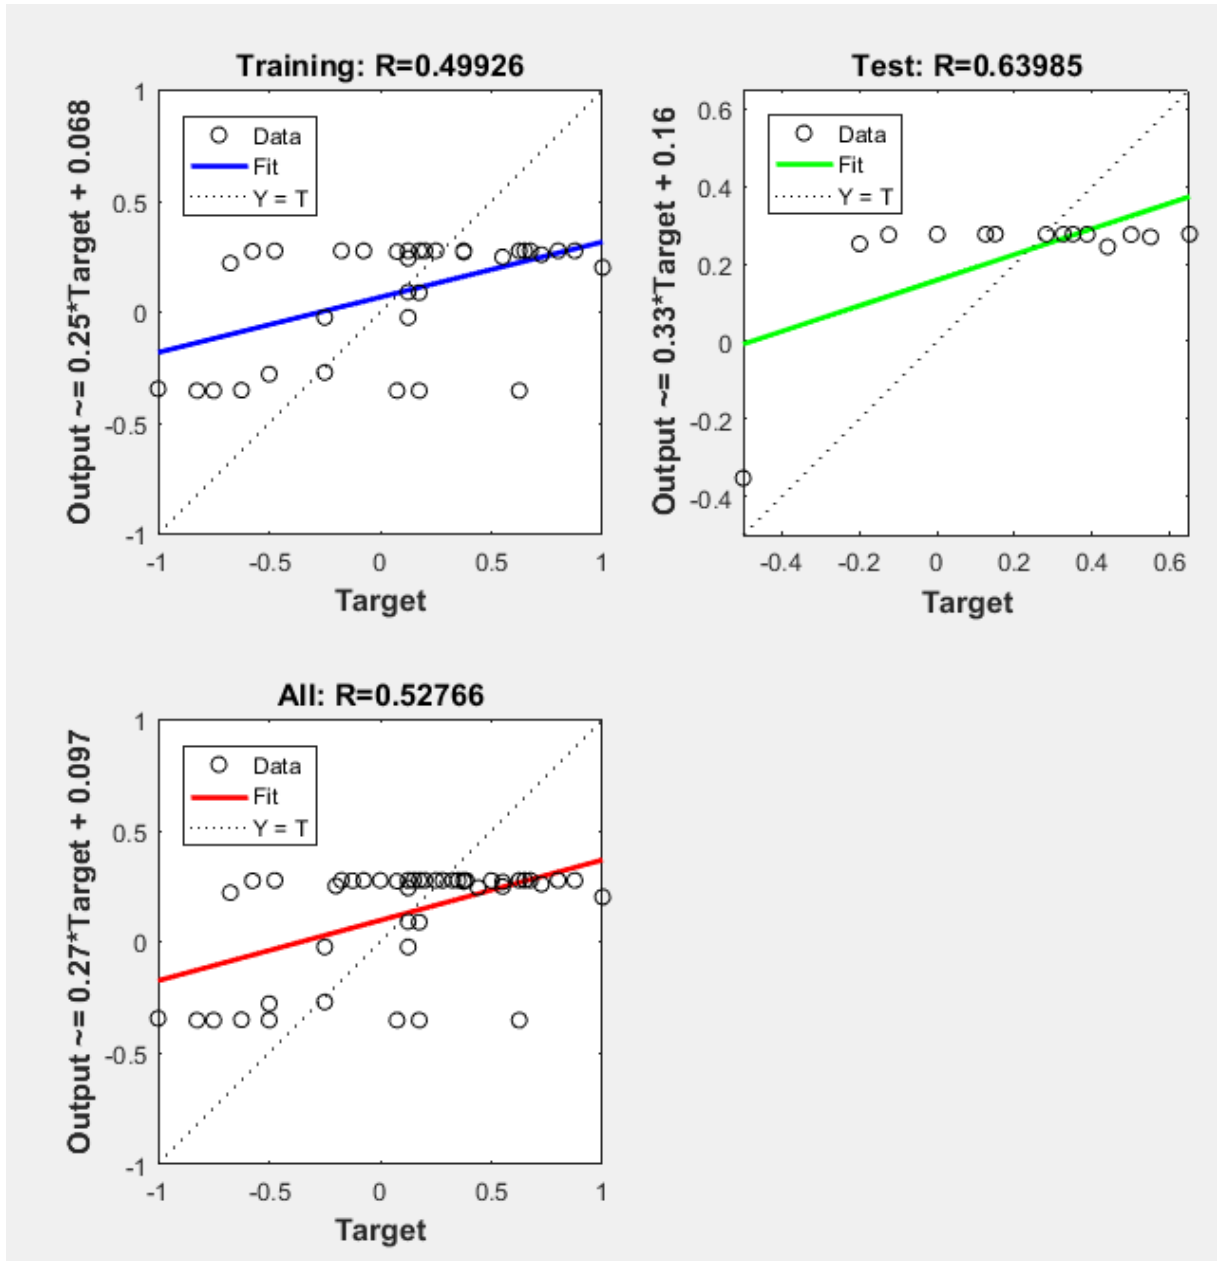 Training: R=0.49926
Output ~= 0.25*Target + 0.068
1
0.5
0
-0.5
-1
Data
Fit
Y = T
-1
-0.5
0
0.5
1
Target
Test: R=0.63985
Output ~= 0.33*Target + 0.16
0.6
0.4
0.2
0
-0.2
-0.4
Data
Fit
Y = T
-0.4
-0.2
0
0.2
0.4
0.6
Target
All: R=0.52766
Output ~= 0.27*Target + 0.097
1
0.5
0
-0.5
-1
Data
Fit
Y = T
-1
-0.5
0
0.5
1
Target